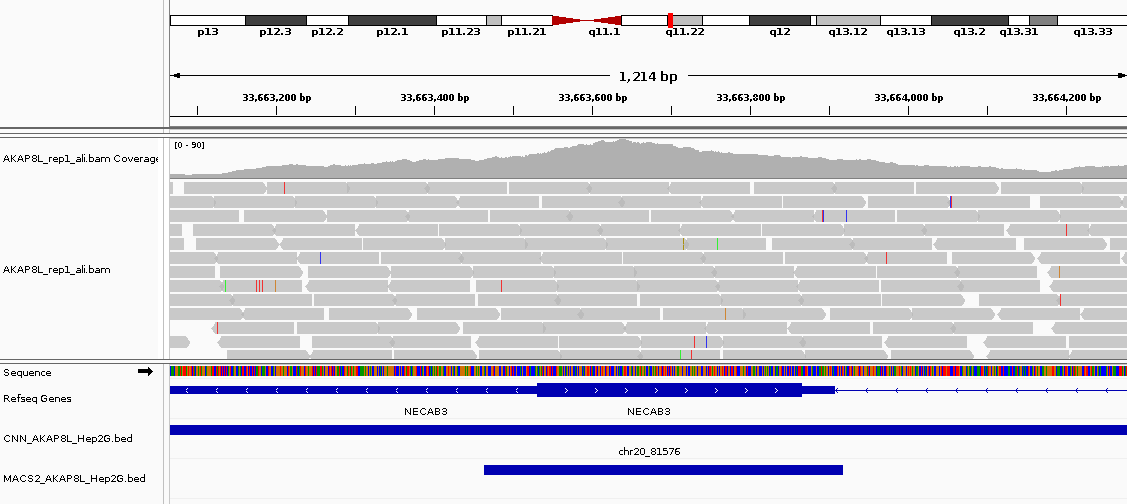 p13 p12.3 p12.2 p12.1 p11.23 p11.21 q11.1 q11.22 q12 q13.12 q13.13 q13.2 q13.31 q13.33
1,214 bp
33,663,200 bp 33,663,400 bp 33,663,600 bp 33,663,800 bp 33,664,000 bp 33,664,200 bp
[0 - 90]
AKAP8L_rep1_ali.bam Coverage
AKAP8L_rep1_ali.bam
Sequence
Refseq Genes
NECAB3 NECAB3
CNN_AKAP8L_Hep2G.bed
chr20_81576
MACS2_AKAP8L_Hep2G.bed